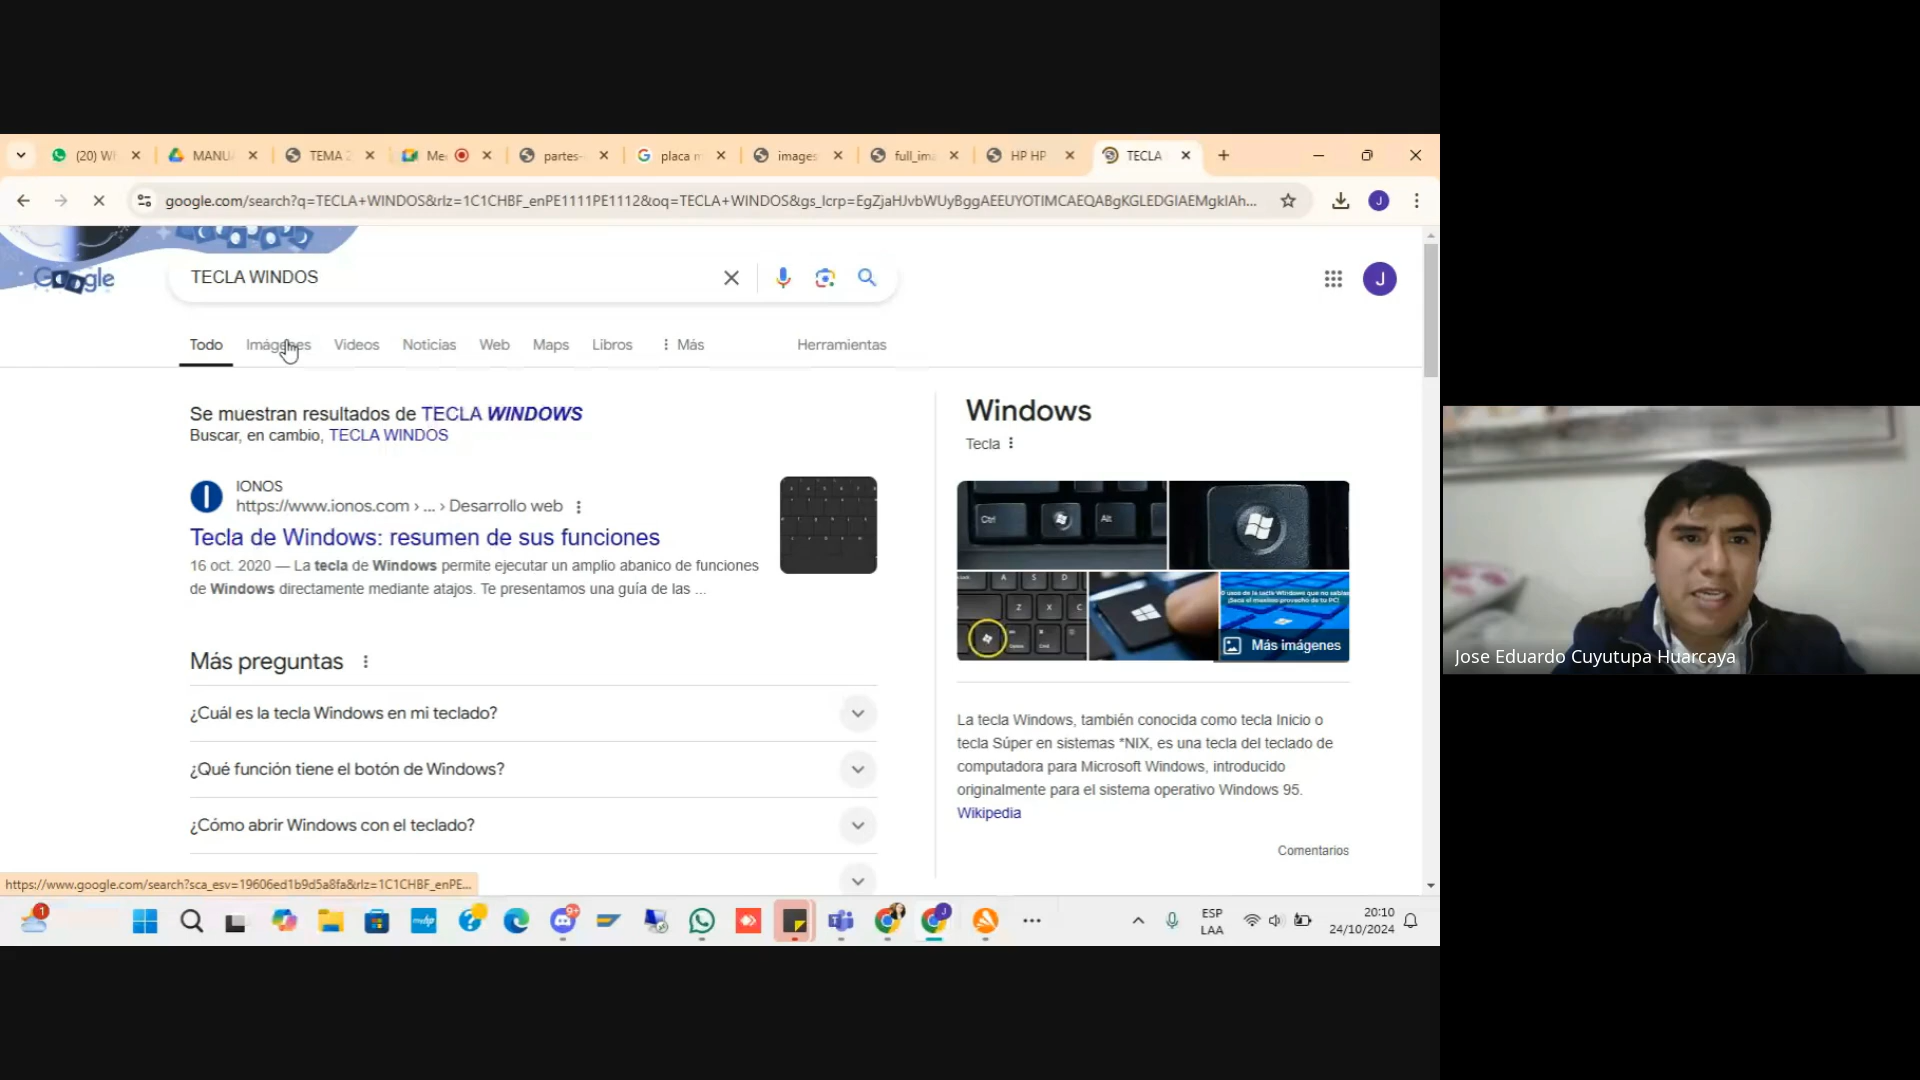 (20) W
MANU
TEMA 2
Me
partes-
placa m
images
full_im
HP HP
TECLA
google.com/search?q=TECLA+WINDOS&rlz=1C1CHBF_enPE1111PE1112&oq=TECLA+WINDOS&gs_lcrp=EgZjaHJvbWUyBggAEEUYOTIMCAEQABgKGLEDGIAEMgkIAh...
Google
TECLA WINDOS
J
Todo
Imágenes
Videos
Noticias
Web
Maps
Libros
Más
Herramientas
Se muestran resultados de TECLA WINDOWS
Buscar, en cambio, TECLA WINDOS
IONOS
https://www.ionos.com › ... › Desarrollo web
Tecla de Windows: resumen de sus funciones
16 oct. 2020 — La tecla de Windows permite ejecutar un amplio abanico de funciones
de Windows directamente mediante atajos. Te presentamos una guía de las ...
Más preguntas
¿Cuál es la tecla Windows en mi teclado?
¿Qué función tiene el botón de Windows?
¿Cómo abrir Windows con el teclado?
Windows
Tecla
Ctrl
Alt
A S D
Z X C
Más imágenes
La tecla Windows, también conocida como tecla Inicio o
tecla Súper en sistemas *NIX, es una tecla del teclado de
computadora para Microsoft Windows, introducido
originalmente para el sistema operativo Windows 95.
Wikipedia
Comentarios
https://www.google.com/search?sca_esv=19606ed1b9d5a8fa&rlz=1C1CHBF_enPE...
ESP
LAA
20:10
24/10/2024
Jose Eduardo Cuyutupa Huarcaya